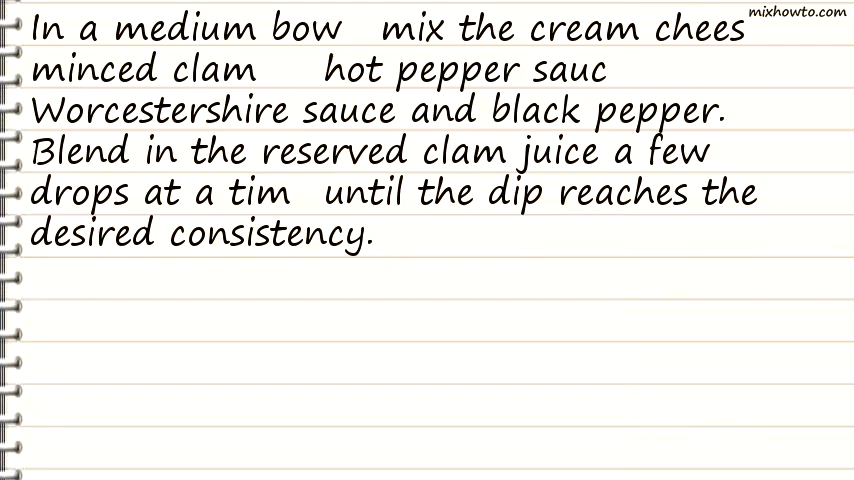 mixhowto.com
In a medium bow mix the cream chees
minced clam hot pepper sauc
Worcestershire sauce and black pepper.
Blend in the reserved clam juice a few
drops at a tim until the dip reaches the
desired consistency.